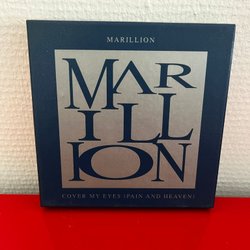 MARILLION
MAR
ILL
ION
COVER MY EYES (PAIN AND HEAVEN)